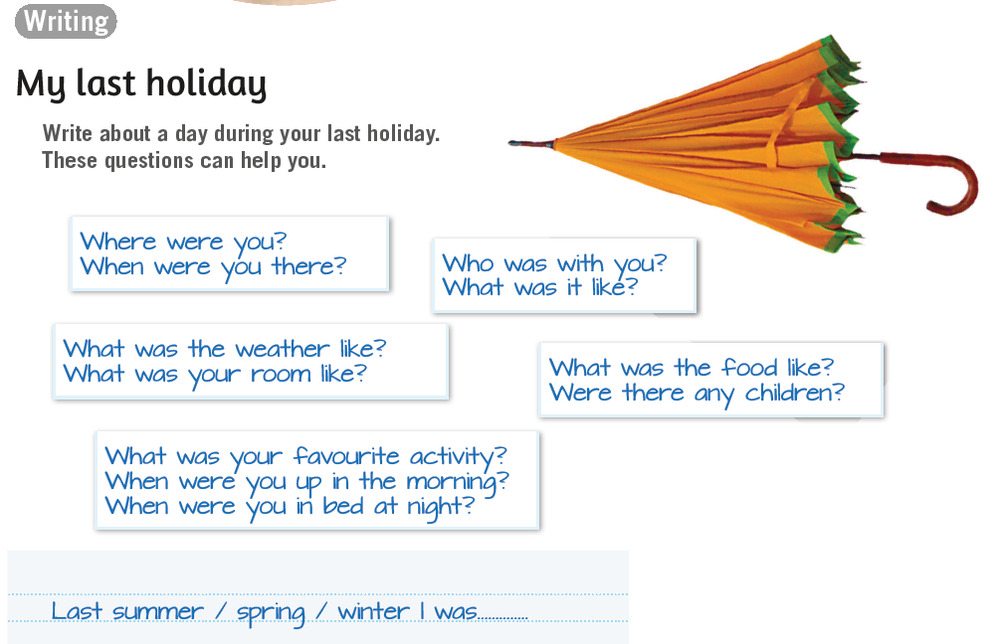 Writing
My last holiday
Write about a day during your last holiday.
These questions can help you.
Where were you?
When were you there?
Who was with you?
What was it like?
What was the weather like?
What was your room like?
What was the food like?
Were there any children?
What was your favourite activity?
When were you up in the morning?
When were you in bed at night?
Last summer / spring / winter I was..............